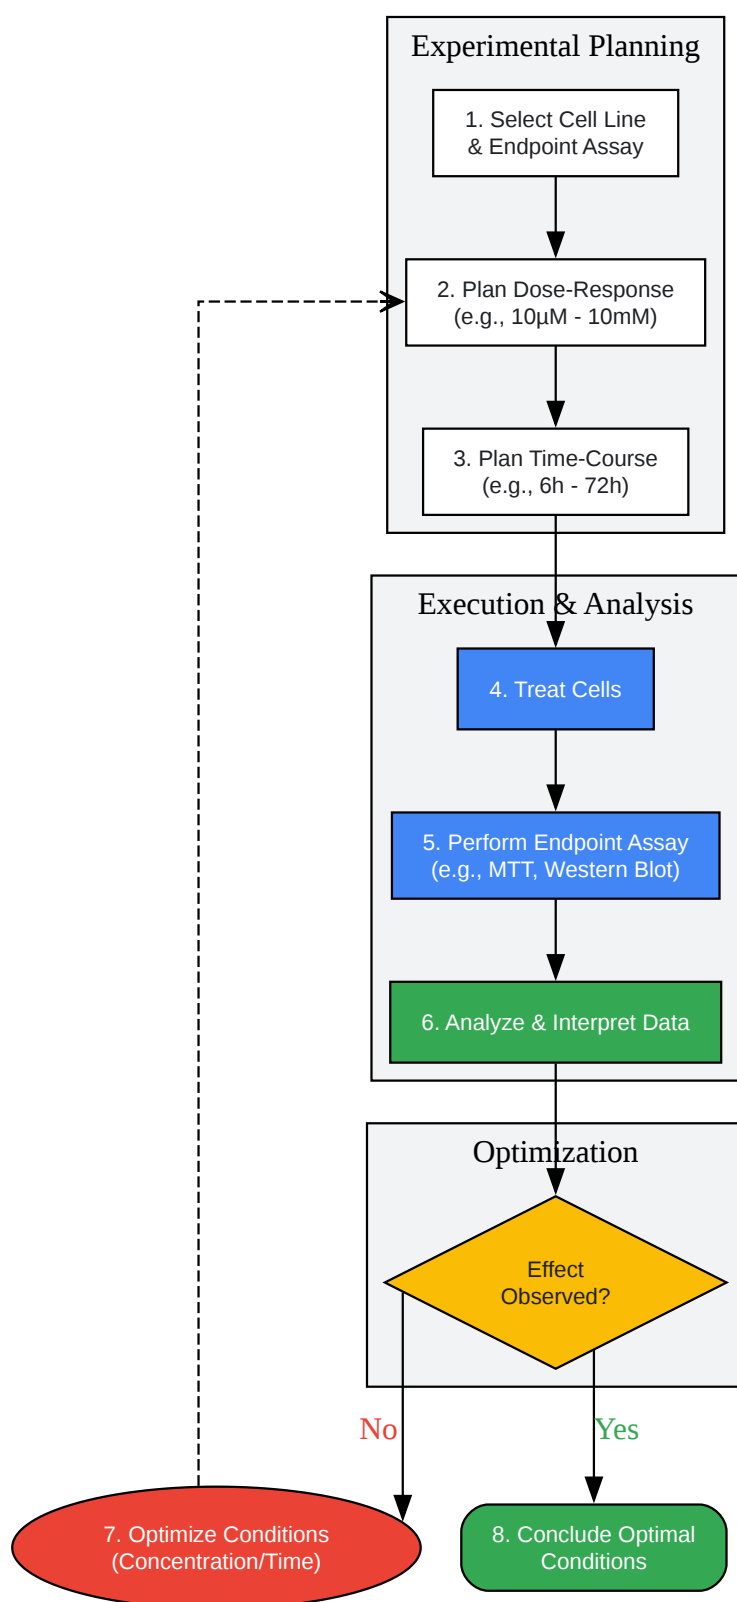 Experimental Planning
1. Select Cell Line
& Endpoint Assay
2. Plan Dose-Response
(e.g., 10µM - 10mM)
3. Plan Time-Course
(e.g., 6h - 72h)
Execution & Analysis
4. Treat Cells
5. Perform Endpoint Assay
(e.g., MTT, Western Blot)
6. Analyze & Interpret Data
Optimization
Effect
Observed?
No
Yes
7. Optimize Conditions
(Concentration/Time)
8. Conclude Optimal
Conditions